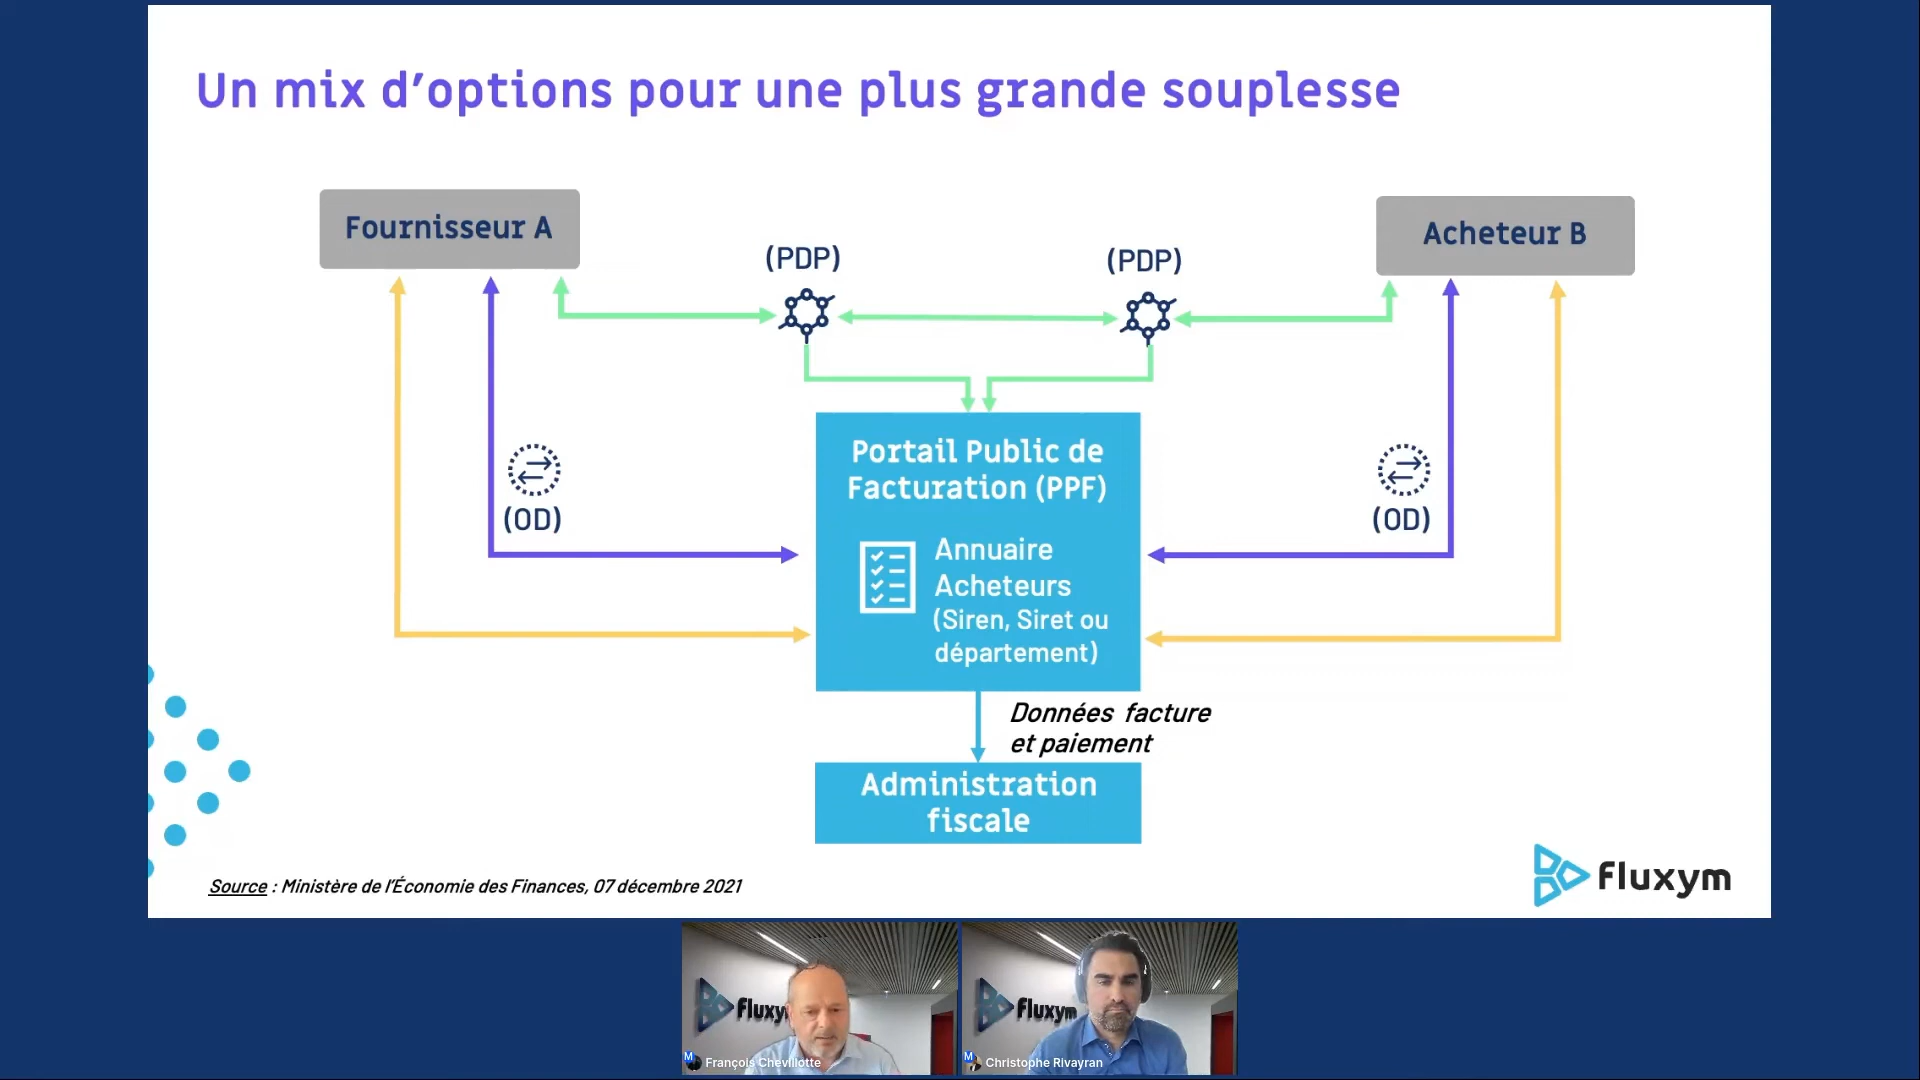 Un mix d’options pour une plus grande souplesse
Fournisseur A
Acheteur B
(PDP)
(PDP)
(OD)
(OD)
Portail Public de
Facturation (PPF)
Annuaire
Acheteurs
(Siren, Siret ou
département)
Données facture
et paiement
Administration
fiscale
Source : Ministère de l’Économie des Finances, 07 décembre 2021
fluxym
fluxym
fluxym
M François Chevillotte
M Christophe Rivayran